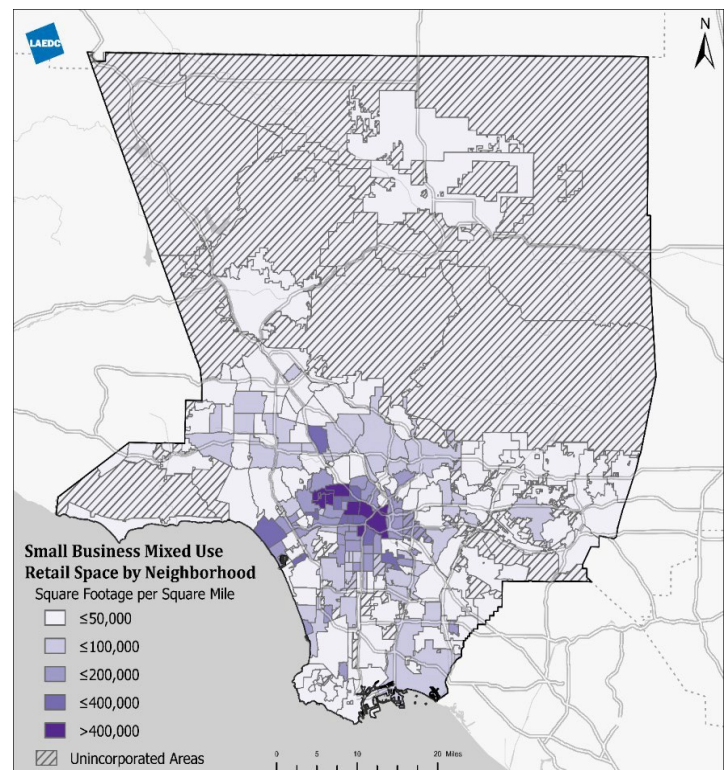 LAEDC
N
Small Business Mixed Use
Retail Space by Neighborhood
Square Footage per Square Mile
≤50,000
≤100,000
≤200,000
≤400,000
>400,000
Unincorporated Areas
0 5 10 20 Miles